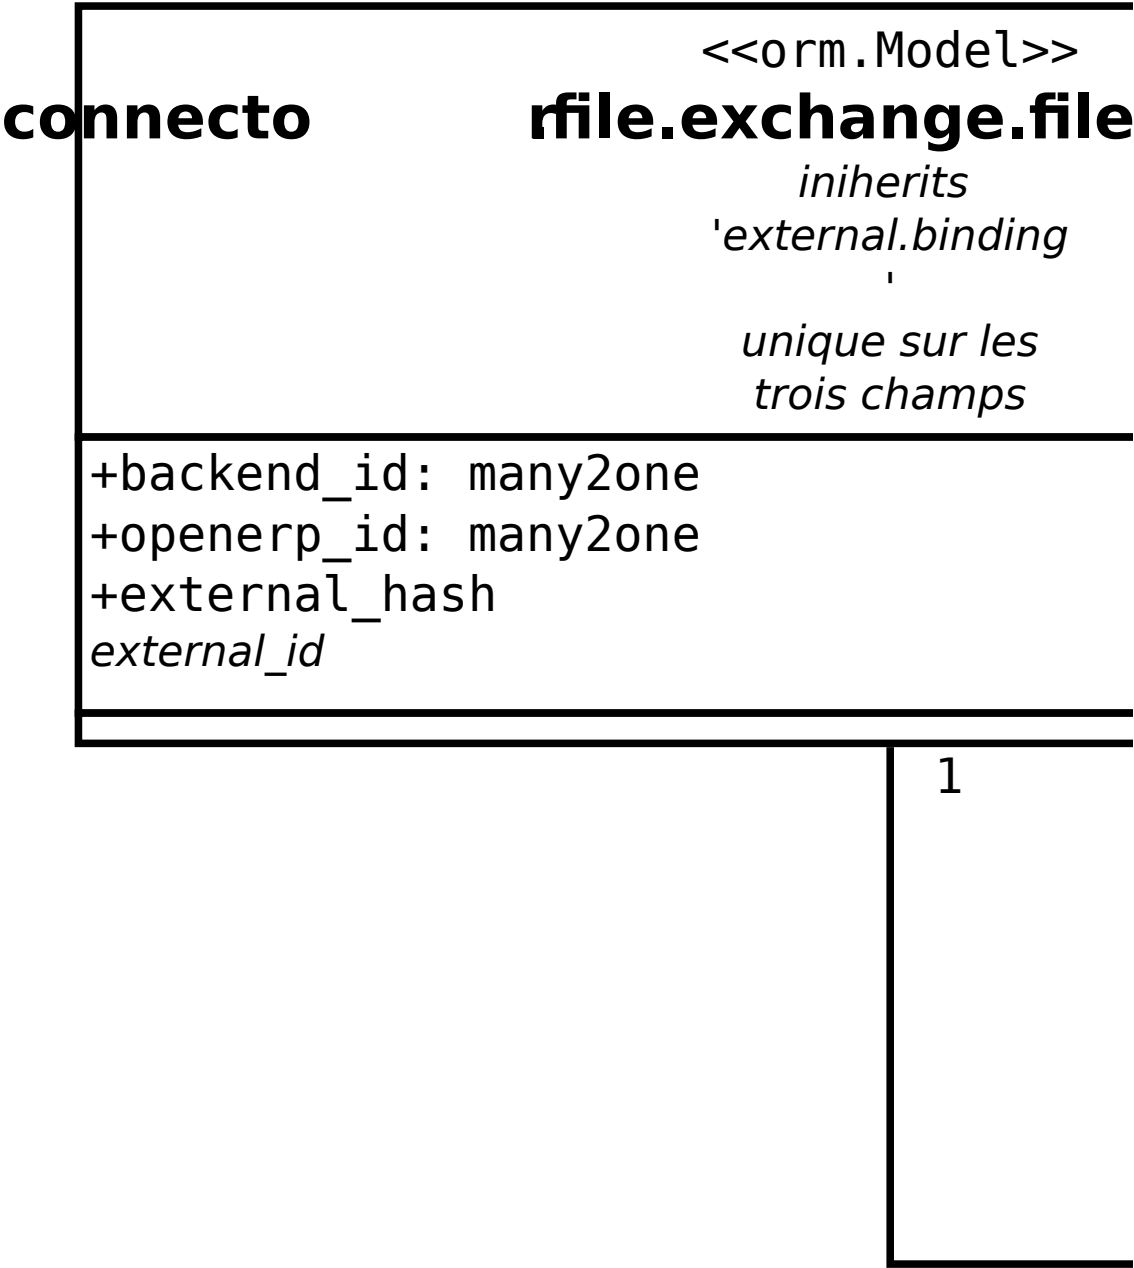 <<orm.Model>>
connecto rfile.exchange.file
iniherits
'external.binding
'
unique sur les
trois champs
+backend_id: many2one
+openerp_id: many2one
+external_hash
external_id
1